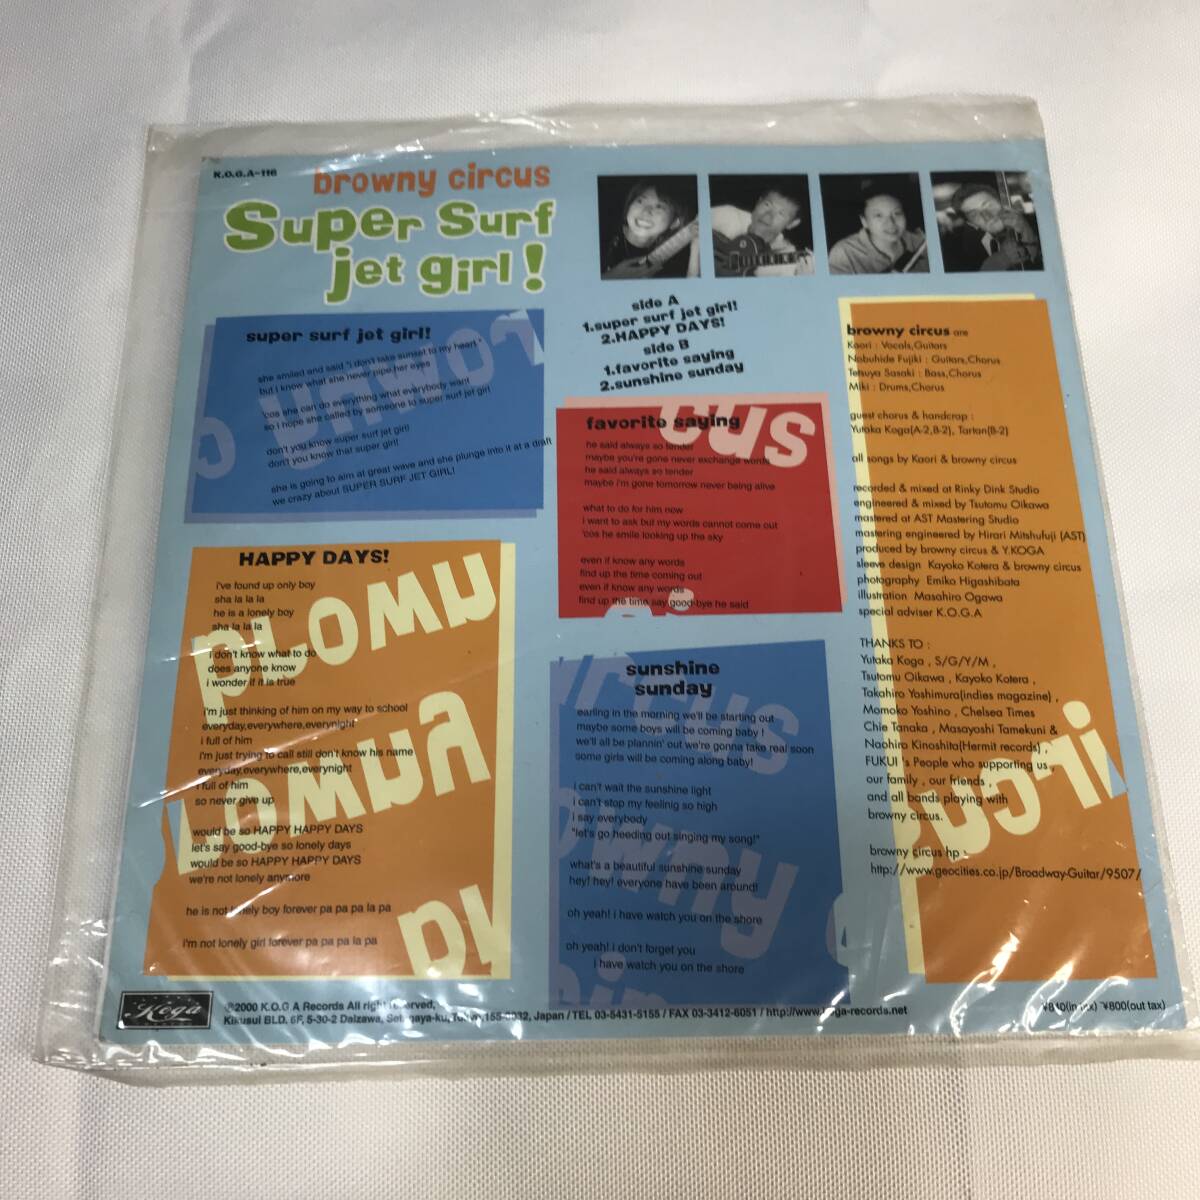 K.O.G.A-116
browny circus
Super Surf
jet girl!
side A
1.super surf jet girl!
2.HAPPY DAYS!
side B
1.favorite saying
2.sunshine sunday
super surf jet girl!
she smiled and said "i don't take sunset to my heart"
but i know what she never pipe her eyes
'cos she can do everything what everybody want
so i hope she called by someone to super surf jet girl
don't you know super surf jet girl!
don't you know that super girl!
she is going to aim at great wave and she plunge into it at a draft
we crazy about SUPER SURF JET GIRL!
HAPPY DAYS!
i've found up only boy
sha la la la
he is a lonely boy
sha la la la
i don't know what to do
does anyone know
i wonder if it is true
i'm just thinking of him on my way to school
everyday,everywhere,everynight"
i full of him
i'm just trying to call still don't know his name
everyday,everywhere,everynight
i full of him
so never give up
would be so HAPPY HAPPY DAYS
let's say good-bye so lonely days
would be so HAPPY HAPPY DAYS
we're not lonely anymore
he is not lonely boy forever pa pa pa la pa
i'm not lonely girl forever pa pa pa la pa
favorite saying
he said always so tender
maybe you're gone never exchange words
he said always so tender
maybe i'm gone tomorrow never being alive
what to do for him now
i want to ask but my words cannot come out
'cos he smile looking up the sky
even if know any words
find up the time coming out
even if know any words
find up the time say good-bye he said
sunshine
sunday
earling in the morning we'll be starting out
maybe some boys will be coming baby !
we'll all be plannin' out we're gonna take real soon
some girls will be coming along baby!
i can't wait the sunshine light
i can't stop my feelinig so high
i say everybody
"let's go heeding out singing my song!"
what's a beautiful sunshine sunday
hey! hey! everyone have been around!
oh yeah! i have watch you on the shore
oh yeah! i don't forget you
i have watch you on the shore
browny circus are
Kaori : Vocals,Guitars
Nobuhide Fujiki : Guitars,Chorus
Tetsuya Sasaki : Bass,Chorus
Miki : Drums,Chorus
guest chorus & handcrap :
Yutaka Koga(A-2,B-2), Tartan(B-2)
all songs by Kaori & browny circus
recorded & mixed at Rinky Dink Studio
engineered & mixed by Tsutomu Oikawa
mastered at AST Mastering Studio
mastering engineered by Hirari Mitshufuji (AST)
produced by browny circus & Y.KOGA
sleeve design Kayoko Kotera & browny circus
photography Emiko Higashibata
illustration Masahiro Ogawa
special adviser K.O.G.A
THANKS TO :
Yutaka Koga , S/G/Y/M ,
Tsutomu Oikawa , Kayoko Kotera ,
Takahiro Yoshimura(indies magazine) ,
Momoko Yoshino , Chelsea Times
Chie Tanaka , Masayoshi Tamekuni &
Naohiro Kinoshita(Hermit records) ,
FUKUI 's People who supporting us ,
our family , our friends ,
and all bands playing with
browny circus.
browny circus hp :
http://www.geocities.co.jp/Broadway-Guitar/9507/
Koga
℗2000 K.O.G.A Records All right reserved,
Kikusui BLD. 6F, 5-30-2 Daizawa, Setagaya-ku, Tokyo, 155-0032, Japan / TEL 03-5431-5155 / FAX 03-3412-6051 / http://www.koga-records.net
¥840(in tax) ¥800(out tax)